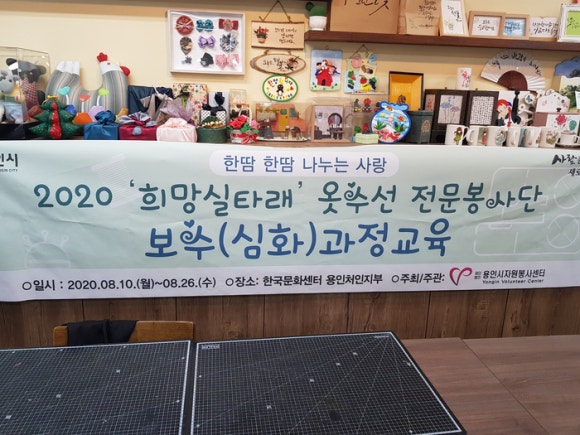 한땀 한땀 나누는 사랑
2020 '희망실타래' 옷수선 전문봉사단
보수(심화)과정교육
○일시 : 2020.08.10.(월)~08.26.(수) ○장소: 한국문화센터 용인처인지부 ○주최/주관: 용인시자원봉사센터
Yongin Volunteer Center